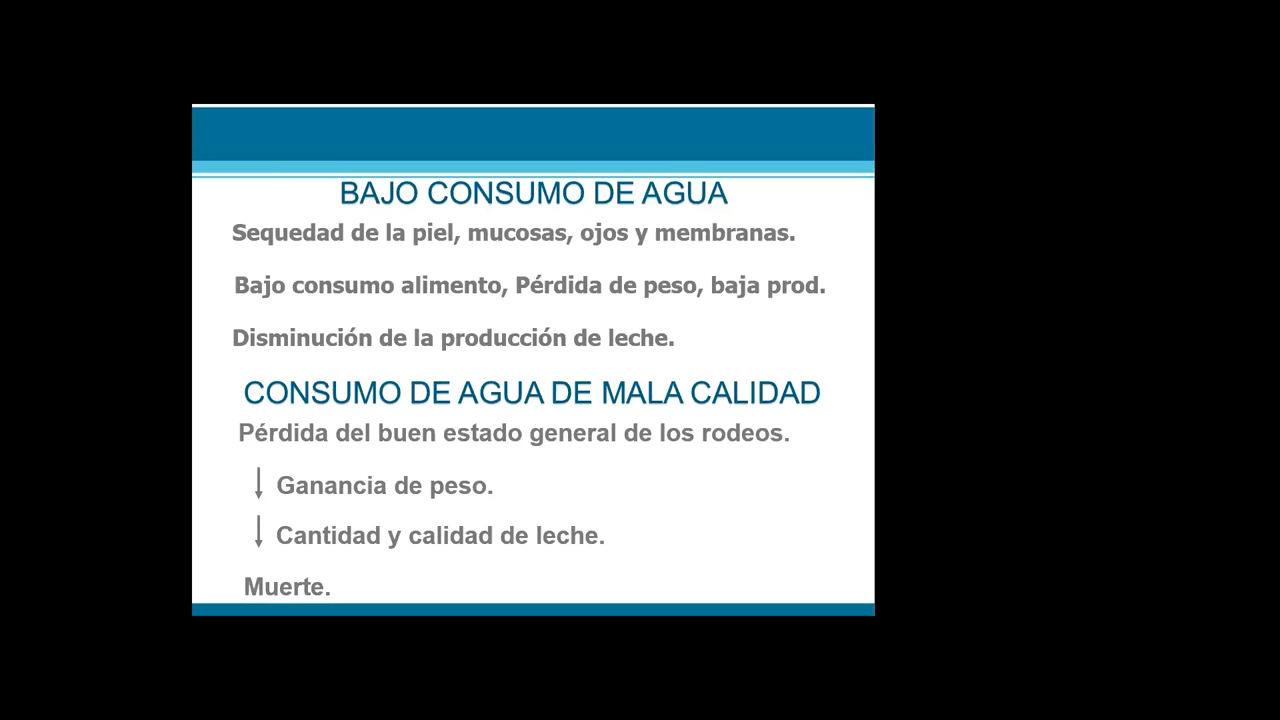 BAJO CONSUMO DE AGUA
Sequedad de la piel, mucosas, ojos y membranas.
Bajo consumo alimento, Pérdida de peso, baja prod.
Disminución de la producción de leche.
CONSUMO DE AGUA DE MALA CALIDAD
Pérdida del buen estado general de los rodeos.
↓ Ganancia de peso.
↓ Cantidad y calidad de leche.
Muerte.